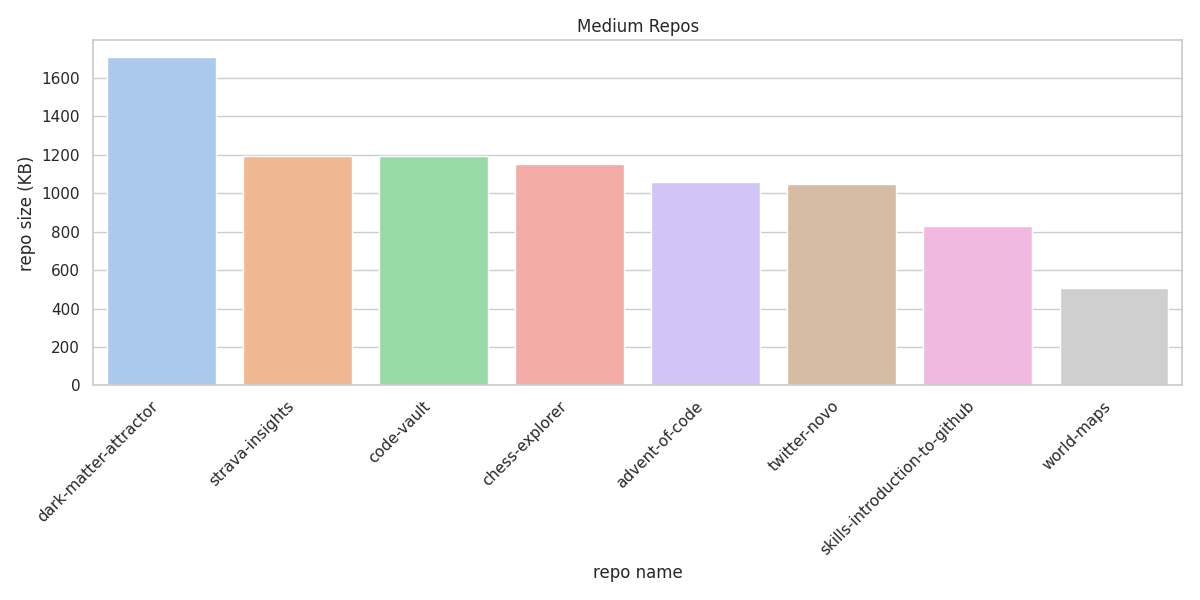 Medium Repos
repo size (KB)
1600
1400
1200
1000
800
600
400
200
0
dark-matter-attractor
strava-insights
code-vault
chess-explorer
advent-of-code
twitter-novo
skills-introduction-to-github
world-maps
repo name